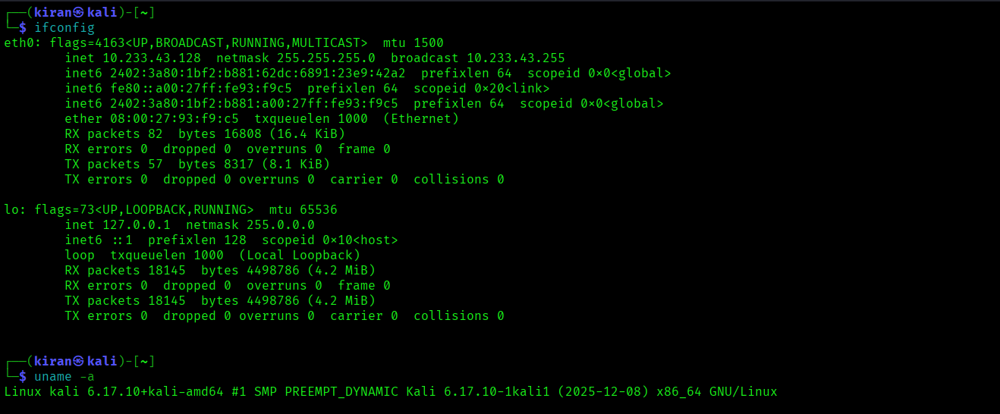 ┌──(kiran㉿kali)-[~]
└─$ ifconfig
eth0: flags=4163<UP,BROADCAST,RUNNING,MULTICAST>  mtu 1500
        inet 10.233.43.128  netmask 255.255.255.0  broadcast 10.233.43.255
        inet6 2402:3a80:1bf2:b881:62dc:6891:23e9:42a2  prefixlen 64  scopeid 0x0<global>
        inet6 fe80::a00:27ff:fe93:f9c5  prefixlen 64  scopeid 0x20<link>
        inet6 2402:3a80:1bf2:b881:a00:27ff:fe93:f9c5  prefixlen 64  scopeid 0x0<global>
        ether 08:00:27:93:f9:c5  txqueuelen 1000  (Ethernet)
        RX packets 82  bytes 16808 (16.4 KiB)
        RX errors 0  dropped 0  overruns 0  frame 0
        TX packets 57  bytes 8317 (8.1 KiB)
        TX errors 0  dropped 0 overruns 0  carrier 0  collisions 0

lo: flags=73<UP,LOOPBACK,RUNNING>  mtu 65536
        inet 127.0.0.1  netmask 255.0.0.0
        inet6 ::1  prefixlen 128  scopeid 0x10<host>
        loop  txqueuelen 1000  (Local Loopback)
        RX packets 18145  bytes 4498786 (4.2 MiB)
        RX errors 0  dropped 0  overruns 0  frame 0
        TX packets 18145  bytes 4498786 (4.2 MiB)
        TX errors 0  dropped 0 overruns 0  carrier 0  collisions 0

┌──(kiran㉿kali)-[~]
└─$ uname -a
Linux kali 6.17.10+kali-amd64 #1 SMP PREEMPT_DYNAMIC Kali 6.17.10-1kali1 (2025-12-08) x86_64 GNU/Linux